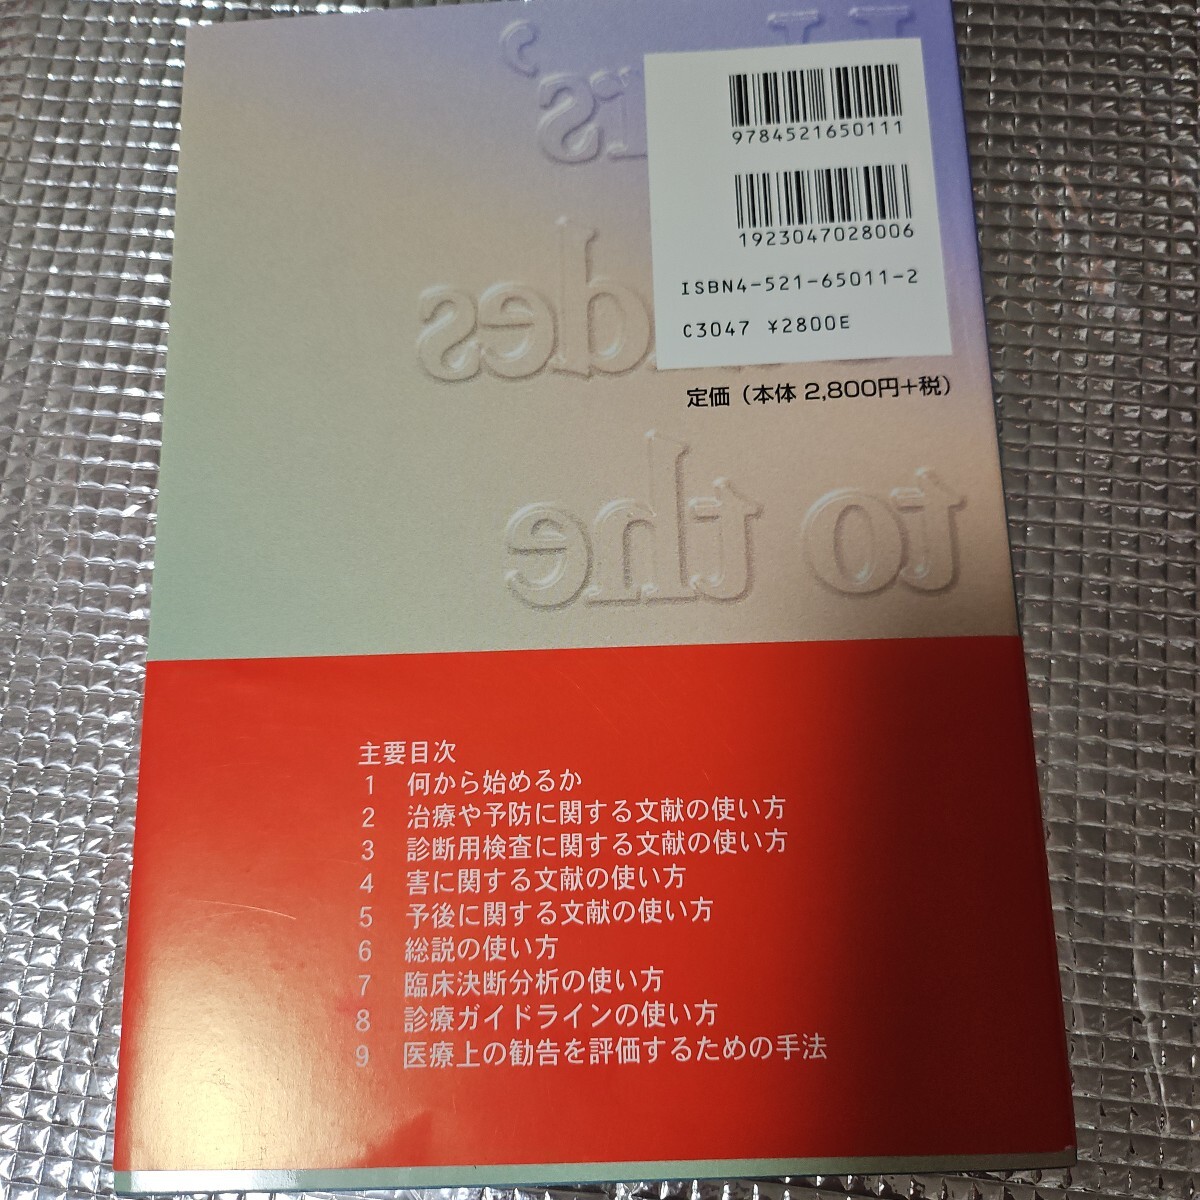 9784521650111
1923047028006
ISBN4-521-65011-2
C3047 ¥2800E
定価（本体 2,800円+税）
to the
主要目次
1 何から始めるか
2 治療や予防に関する文献の使い方
3 診断用検査に関する文献の使い方
4 害に関する文献の使い方
5 予後に関する文献の使い方
6 総説の使い方
7 臨床決断分析の使い方
8 診療ガイドラインの使い方
9 医療上の勧告を評価するための手法